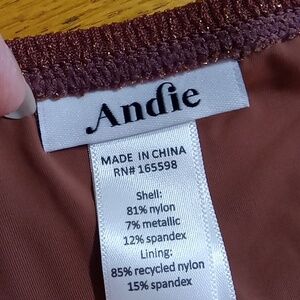 Andie
MADE IN CHINA
RN# 165598
Shell:
81% nylon
7% metallic
12% spandex
Lining:
85% recycled nylon
15% spandex